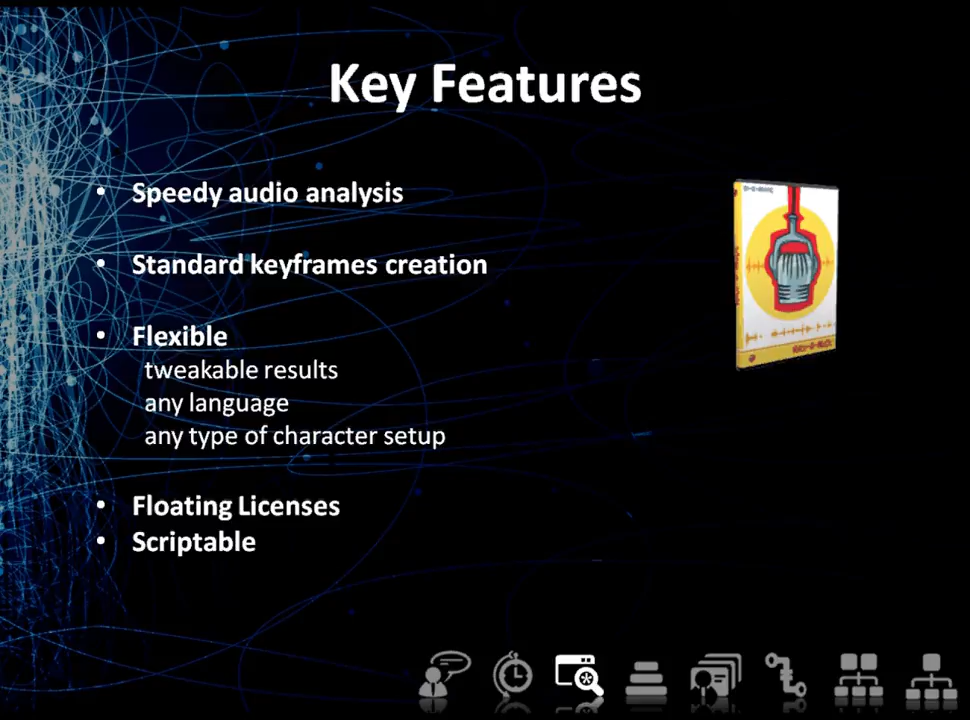 Key Features
• Speedy audio analysis
• Standard keyframes creation
• Flexible
tweakable results
any language
any type of character setup
• Floating Licenses
• Scriptable